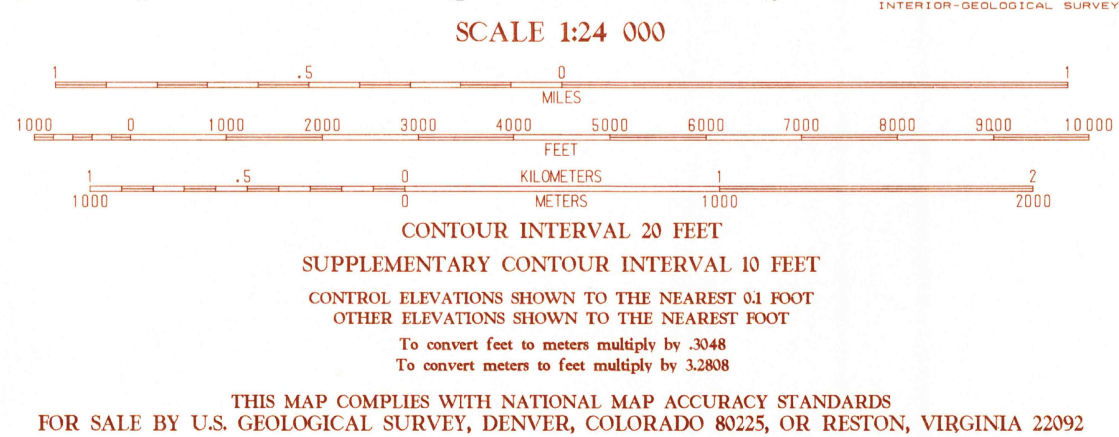 INTERIOR-GEOLOGICAL SURVEY
SCALE 1:24 000
1 .5 0 1
MILES
1000 0 1000 2000 3000 4000 5000 6000 7000 8000 9000 10 000
FEET
1 .5 0 KILOMETERS 1 2
1000 0 METERS 1000 2000
CONTOUR INTERVAL 20 FEET
SUPPLEMENTARY CONTOUR INTERVAL 10 FEET
CONTROL ELEVATIONS SHOWN TO THE NEAREST 0.1 FOOT
OTHER ELEVATIONS SHOWN TO THE NEAREST FOOT
To convert feet to meters multiply by .3048
To convert meters to feet multiply by 3.2808
THIS MAP COMPLIES WITH NATIONAL MAP ACCURACY STANDARDS
FOR SALE BY U.S. GEOLOGICAL SURVEY, DENVER, COLORADO 80225, OR RESTON, VIRGINIA 22092